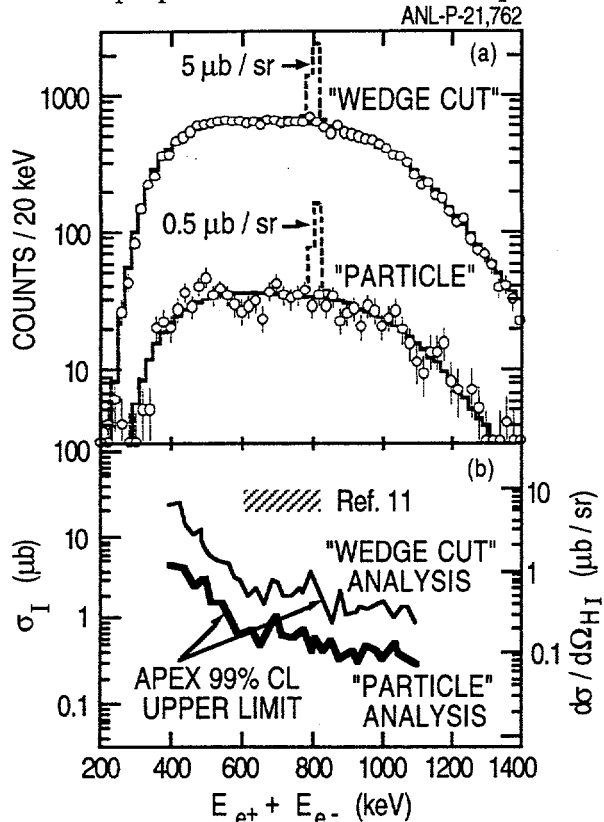 ANL-P-21,762
(a)
5 μb / sr
"WEDGE CUT"
0.5 μb / sr
"PARTICLE"
COUNTS / 20 keV
1000
100
10
(b)
Ref. 11
"WEDGE CUT"
ANALYSIS
APEX 99% CL
UPPER LIMIT
"PARTICLE"
ANALYSIS
σI (μb)
100
10
1
0.1
dσ/dΩHI (μb / sr)
10
1
0.1
200 400 600 800 1000 1200 1400
Ee+ + Ee- (keV)